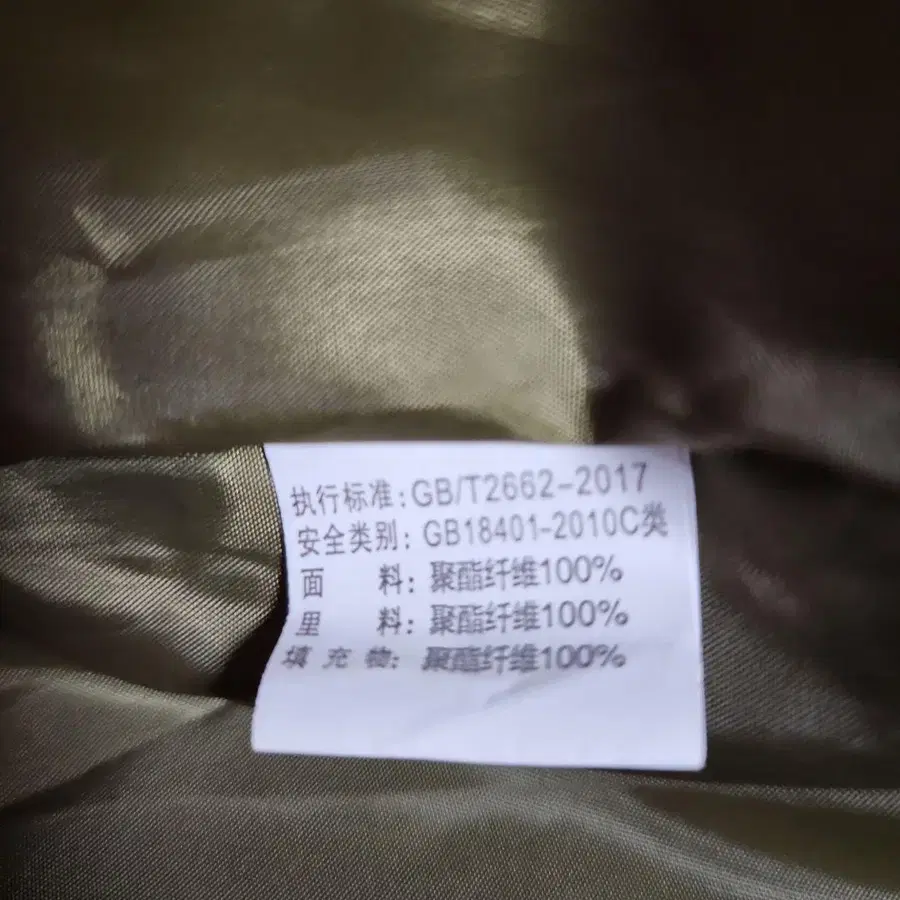 执行标准:GB/T2662-2017
安全类别:GB18401-2010C类
面 料:聚酯纤维100%
里 料:聚酯纤维100%
填 充 物:聚酯纤维100%